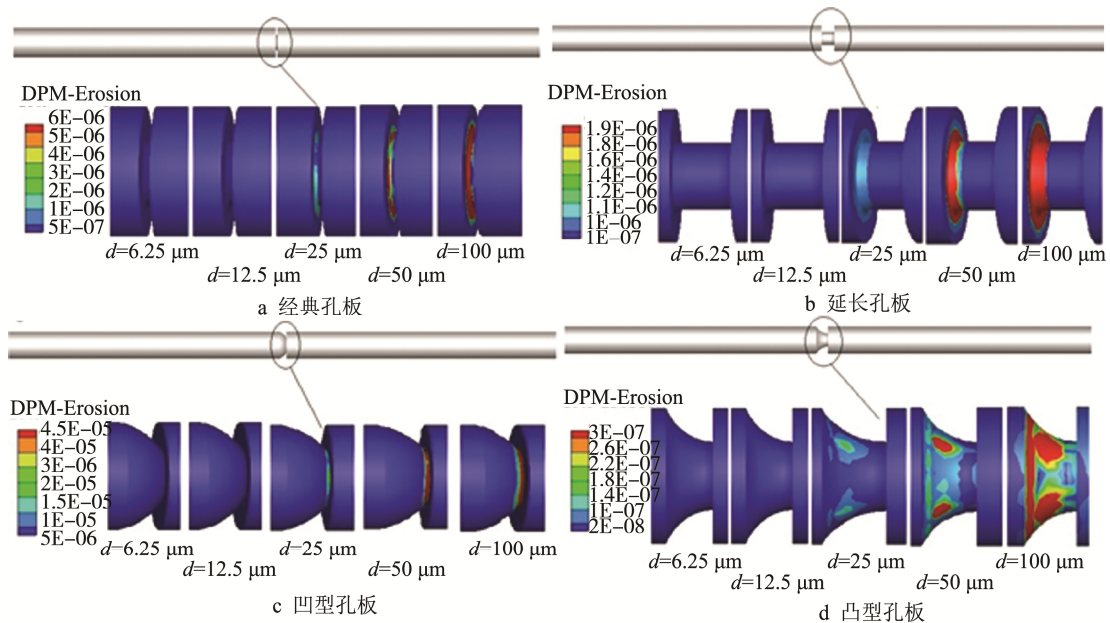 DPM-Erosion
6E-06
5E-06
4E-06
3E-06
2E-06
1E-06
5E-07
d=6.25 μm
d=12.5 μm
d=25 μm
d=50 μm
d=100 μm
a 经典孔板
DPM-Erosion
1.9E-06
1.8E-06
1.6E-06
1.4E-06
1.1E-06
1E-06
1E-07
d=6.25 μm
d=12.5 μm
d=25 μm
d=50 μm
d=100 μm
b 延长孔板
DPM-Erosion
4.5E-05
4E-05
3E-06
2E-05
1.5E-05
1E-05
5E-06
d=6.25 μm
d=12.5 μm
d=25 μm
d=50 μm
d=100 μm
c 凹型孔板
DPM-Erosion
3E-07
2.6E-07
2.2E-07
1.8E-07
1.4E-07
1E-07
2E-08
d=6.25 μm
d=12.5 μm
d=25 μm
d=50 μm
d=100 μm
d 凸型孔板